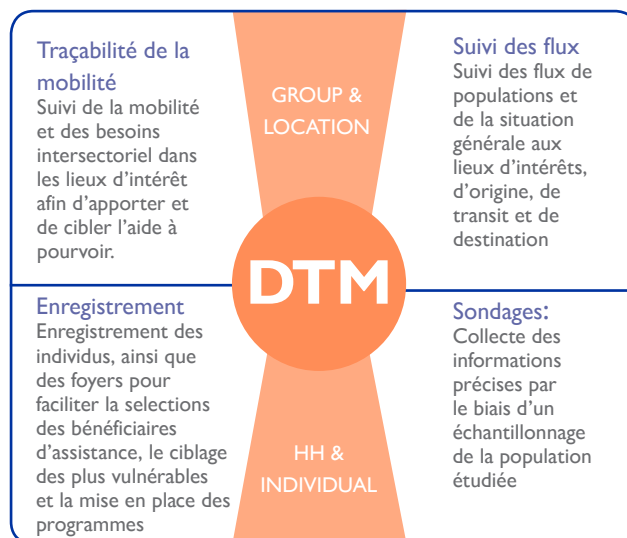 Traçabilité de la
mobilité
Suivi de la mobilité
et des besoins
intersectoriel dans
les lieux d’intérêt
afin d’apporter et
de cibler l’aide à
pourvoir.
GROUP &
LOCATION
Suivi des flux
Suivi des flux de
populations et
de la situation
générale aux
lieux d’intérêts,
d’origine, de
transit et de
destination
DTM
Enregistrement
Enregistrement des
individus, ainsi que
des foyers pour
faciliter la selections
des bénéficiaires
d’assistance, le ciblage
des plus vulnérables
et la mise en place des
programmes
HH &
INDIVIDUAL
Sondages:
Collecte des
informations
précises par
le biais d’un
échantillonnage
de la population
étudiée